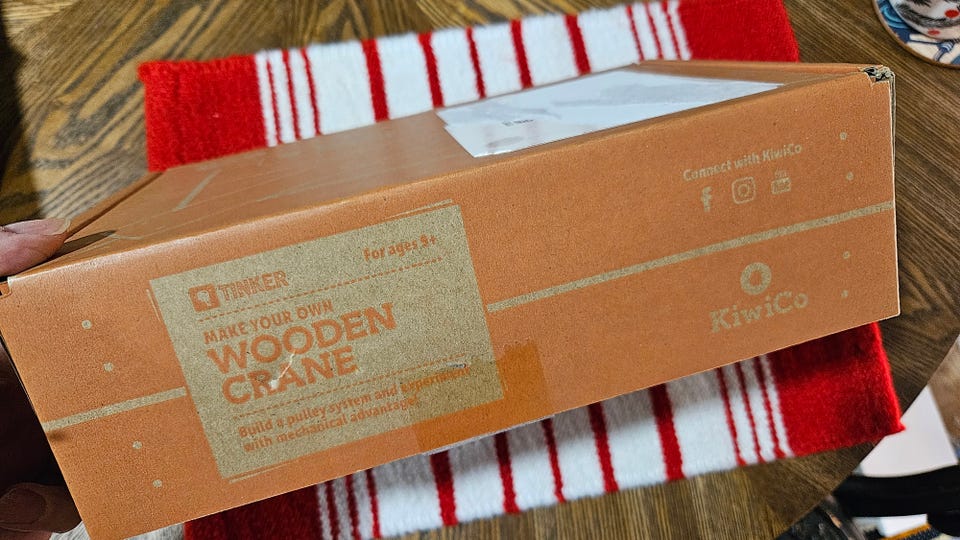 TINKER
For ages 9+
MAKE YOUR OWN
WOODEN
CRANE
Build a pulley system and experiment
with mechanical advantage!
Connect with KiwiCo
KiwiCo